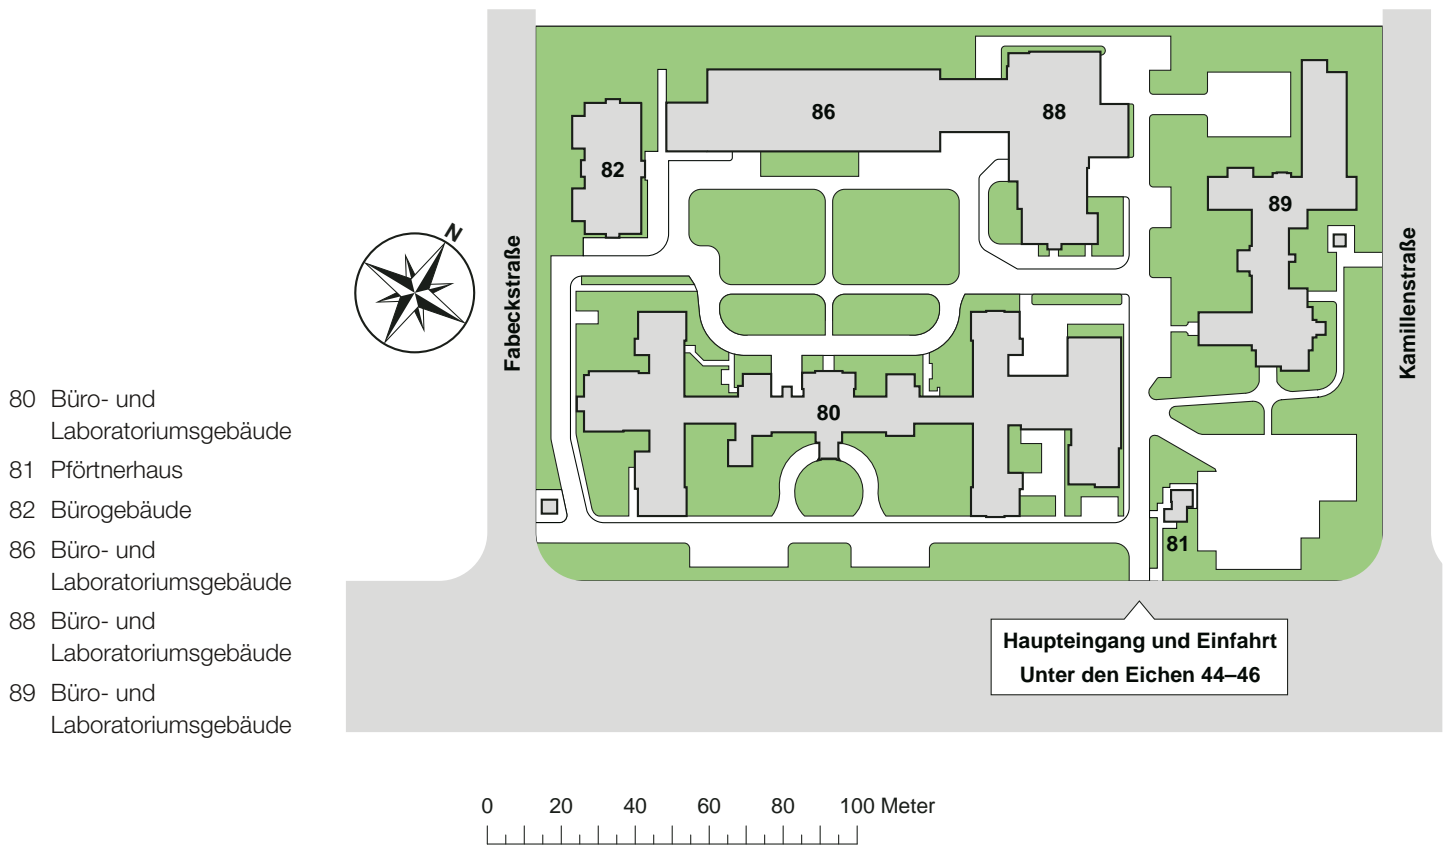 86
88
82
89
N
Fabeckstraße
Kamillenstraße
80 Büro- und
Laboratoriumsgebäude
81 Pförtnerhaus
82 Bürogebäude
86 Büro- und
Laboratoriumsgebäude
88 Büro- und
Laboratoriumsgebäude
89 Büro- und
Laboratoriumsgebäude
80
81
Haupteingang und Einfahrt
Unter den Eichen 44–46
0 20 40 60 80 100 Meter